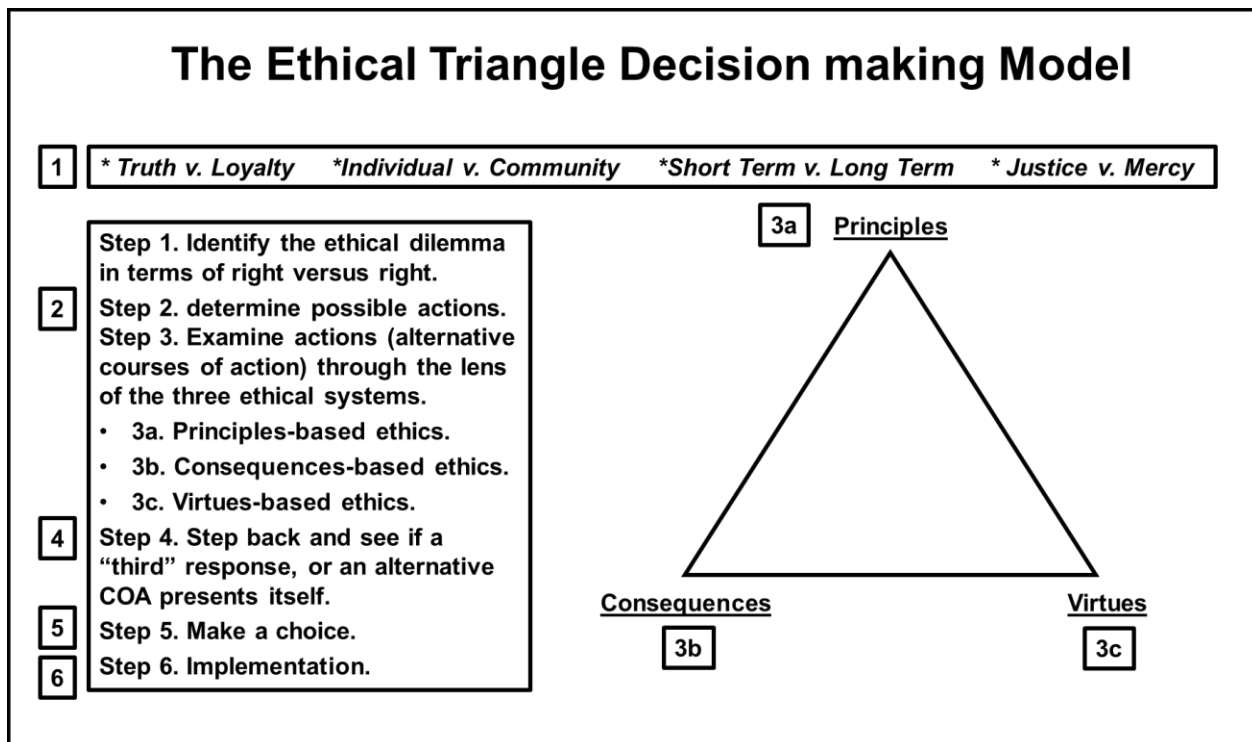 The Ethical Triangle Decision making Model
1
* Truth v. Loyalty *Individual v. Community *Short Term v. Long Term * Justice v. Mercy
Step 1. Identify the ethical dilemma
in terms of right versus right.
2
Step 2. determine possible actions.
Step 3. Examine actions (alternative
courses of action) through the lens
of the three ethical systems.
• 3a. Principles-based ethics.
• 3b. Consequences-based ethics.
• 3c. Virtues-based ethics.
4
Step 4. Step back and see if a
“third” response, or an alternative
COA presents itself.
5
Step 5. Make a choice.
6
Step 6. Implementation.
3a
Principles
Consequences
3b
Virtues
3c